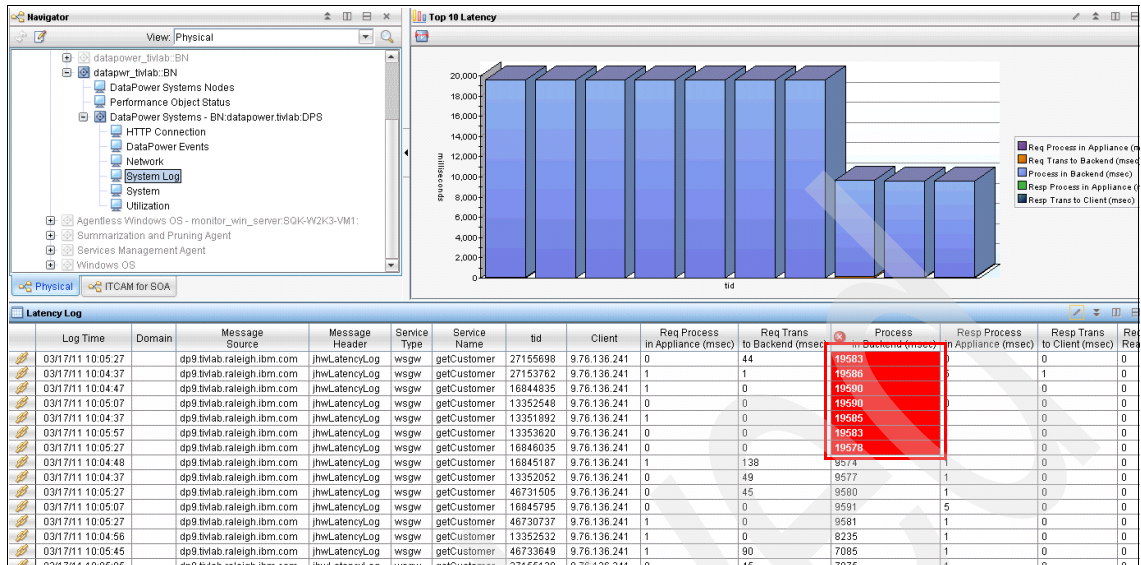 Navigator
View: Physical
datapower_tivlab::BN
datapwr_tivlab::BN
DataPower Systems Nodes
Performance Object Status
DataPower Systems - BN:datapower.tivlab:DPS
HTTP Connection
DataPower Events
Network
System Log
System
Utilization
Agentless Windows OS - monitor_win_server:SQK-W2K3-VM1:
Summarization and Pruning Agent
Services Management Agent
Windows OS
Physical ITCAM for SOA
Top 10 Latency
20,000
18,000
16,000
14,000
12,000
10,000
8,000
6,000
4,000
2,000
0
milliseconds
tid
Req Process in Appliance (m
Req Trans to Backend (msec
Process in Backend (msec)
Resp Process in Appliance (
Resp Trans to Client (msec)
Latency Log
Log Time Domain Message Source Message Header Service Type Service Name tid Client Req Process in Appliance (msec) Req Trans to Backend (msec) Process in Backend (msec) Resp Process in Appliance (msec) Resp Trans to Client (msec) Req
03/17/11 10:05:27 dp9.tivlab.raleigh.ibm.com jhwLatencyLog wsgw getCustomer 27155698 9.76.136.241 0 44 19583 0 0
03/17/11 10:04:37 dp9.tivlab.raleigh.ibm.com jhwLatencyLog wsgw getCustomer 27153762 9.76.136.241 1 1 19586 1 0
03/17/11 10:04:47 dp9.tivlab.raleigh.ibm.com jhwLatencyLog wsgw getCustomer 16844835 9.76.136.241 1 0 19590 0 0
03/17/11 10:05:07 dp9.tivlab.raleigh.ibm.com jhwLatencyLog wsgw getCustomer 13352548 9.76.136.241 0 0 19590 0 0
03/17/11 10:04:37 dp9.tivlab.raleigh.ibm.com jhwLatencyLog wsgw getCustomer 13351892 9.76.136.241 1 0 19585 0 0
03/17/11 10:05:57 dp9.tivlab.raleigh.ibm.com jhwLatencyLog wsgw getCustomer 13353620 9.76.136.241 0 0 19583 0 0
03/17/11 10:05:27 dp9.tivlab.raleigh.ibm.com jhwLatencyLog wsgw getCustomer 16846035 9.76.136.241 0 0 19578 0 0
03/17/11 10:04:48 dp9.tivlab.raleigh.ibm.com jhwLatencyLog wsgw getCustomer 16845187 9.76.136.241 1 138 9574 1 0 0
03/17/11 10:04:37 dp9.tivlab.raleigh.ibm.com jhwLatencyLog wsgw getCustomer 13352052 9.76.136.241 0 49 9577 1 0 0
03/17/11 10:05:27 dp9.tivlab.raleigh.ibm.com jhwLatencyLog wsgw getCustomer 46731505 9.76.136.241 0 45 9580 1 0 0
03/17/11 10:05:07 dp9.tivlab.raleigh.ibm.com jhwLatencyLog wsgw getCustomer 16845795 9.76.136.241 0 0 9591 5 0 0
03/17/11 10:05:27 dp9.tivlab.raleigh.ibm.com jhwLatencyLog wsgw getCustomer 46730737 9.76.136.241 1 0 9581 1 0 0
03/17/11 10:04:56 dp9.tivlab.raleigh.ibm.com jhwLatencyLog wsgw getCustomer 13352532 9.76.136.241 1 0 8235 1 0 0
03/17/11 10:05:45 dp9.tivlab.raleigh.ibm.com jhwLatencyLog wsgw getCustomer 46733649 9.76.136.241 1 90 7085 1 0 0